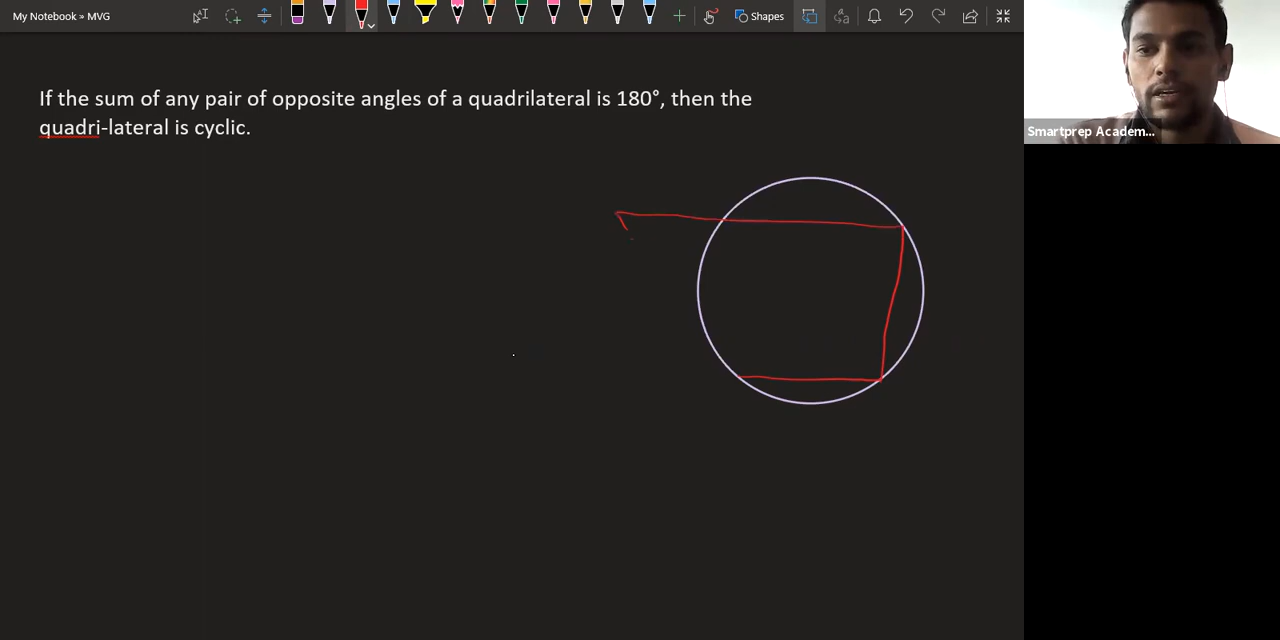 My Notebook » MVG
Shapes
If the sum of any pair of opposite angles of a quadrilateral is 180°, then the
quadri-lateral is cyclic.
Smartprep Academ...